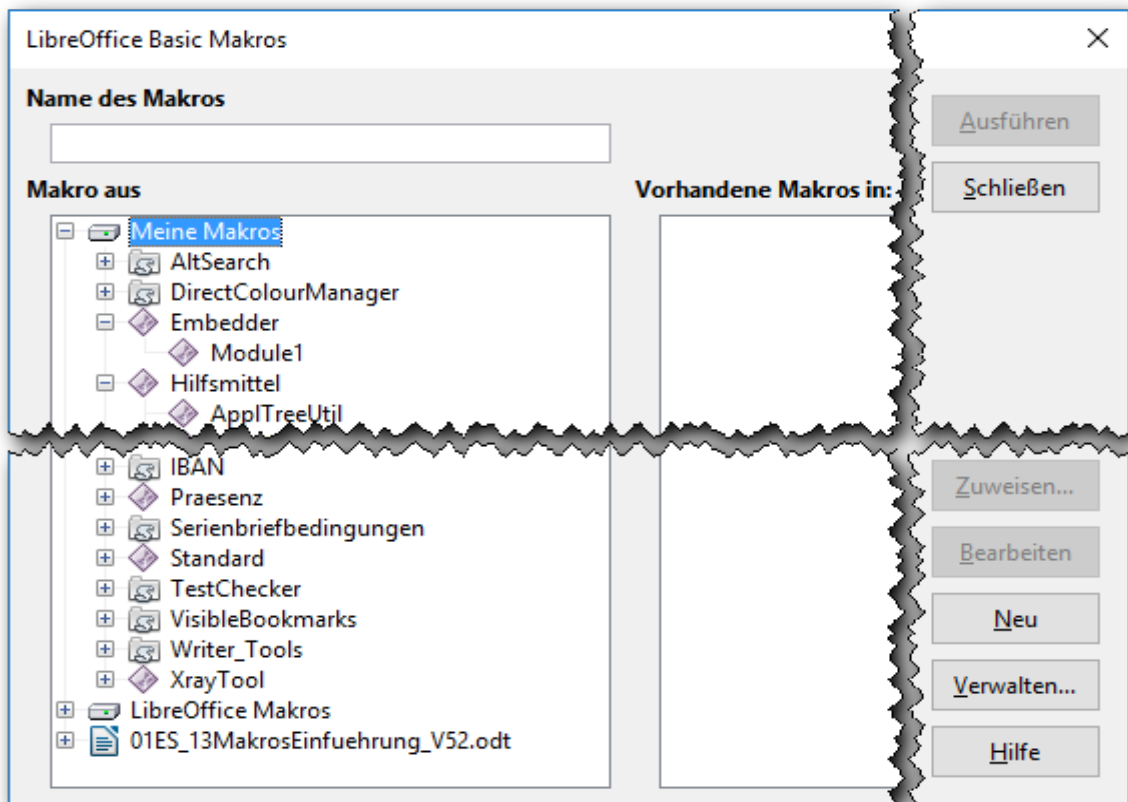 LibreOffice Basic Makros
Name des Makros
Ausführen
Makro aus
Vorhandene Makros in:
Schließen
Meine Makros
AltSearch
DirectColourManager
Embedder
Module1
Hilfsmittel
ApplTreeUtil
IBAN
Praesenz
Serienbriefbedingungen
Standard
TestChecker
VisibleBookmarks
Writer_Tools
XrayTool
LibreOffice Makros
01ES_13MakrosEinfuehrung_V52.odt
Zuweisen...
Bearbeiten
Neu
Verwalten...
Hilfe